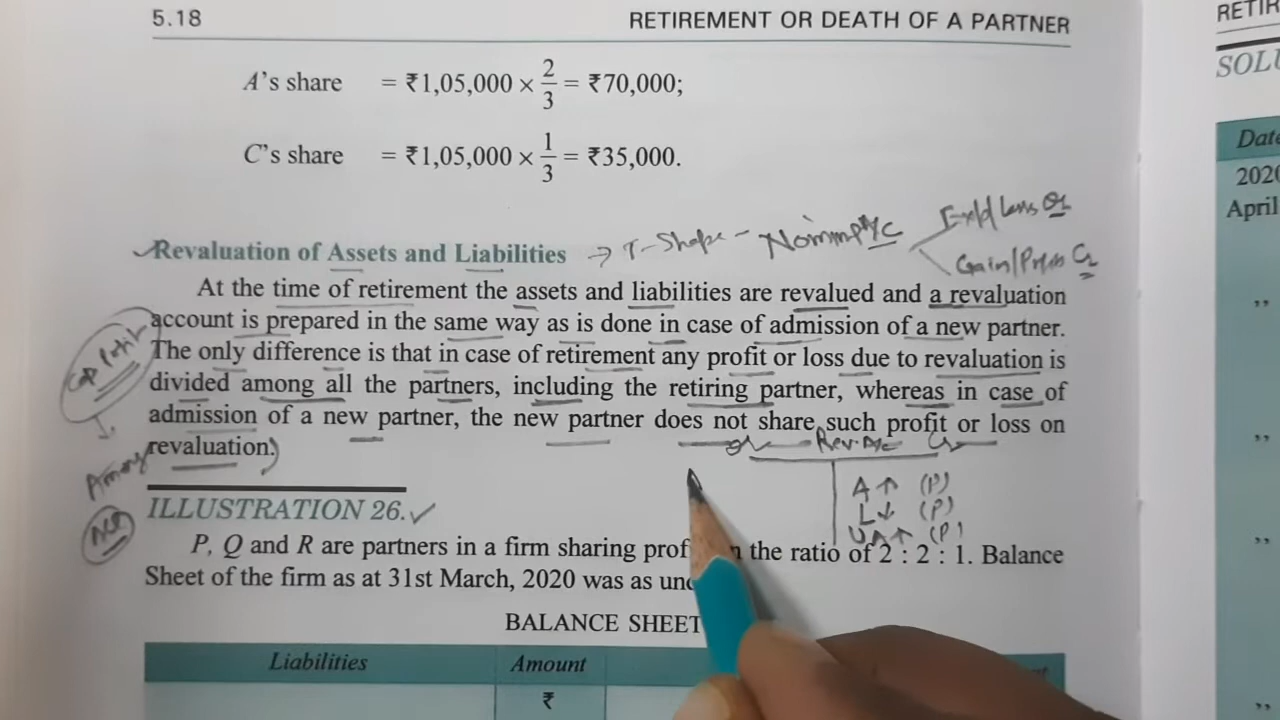 5.18
RETIREMENT OR DEATH OF A PARTNER
A's share = ₹1,05,000 × 2/3 = ₹70,000;
C's share = ₹1,05,000 × 1/3 = ₹35,000.
Revaluation of Assets and Liabilities → T-Shape -
At the time of retirement the assets and liabilities are revalued and a revaluation
account is prepared in the same way as is done in case of admission of a new partner.
The only difference is that in case of retirement any profit or loss due to revaluation is
divided among all the partners, including the retiring partner, whereas in case of
admission of a new partner, the new partner does not share such profit or loss on
revaluation.
Rev. A/c
A ↑ (P)
L ↓ (P)
UA ↑ (P)
ILLUSTRATION 26.
P, Q and R are partners in a firm sharing the ratio of 2 : 2 : 1. Balance
Sheet of the firm as at 31st March, 2020 was as
BALANCE SHEET
Liabilities
Amount
₹
RETIR
SOLU
Date
2020
April
,,
,,
,,
,,